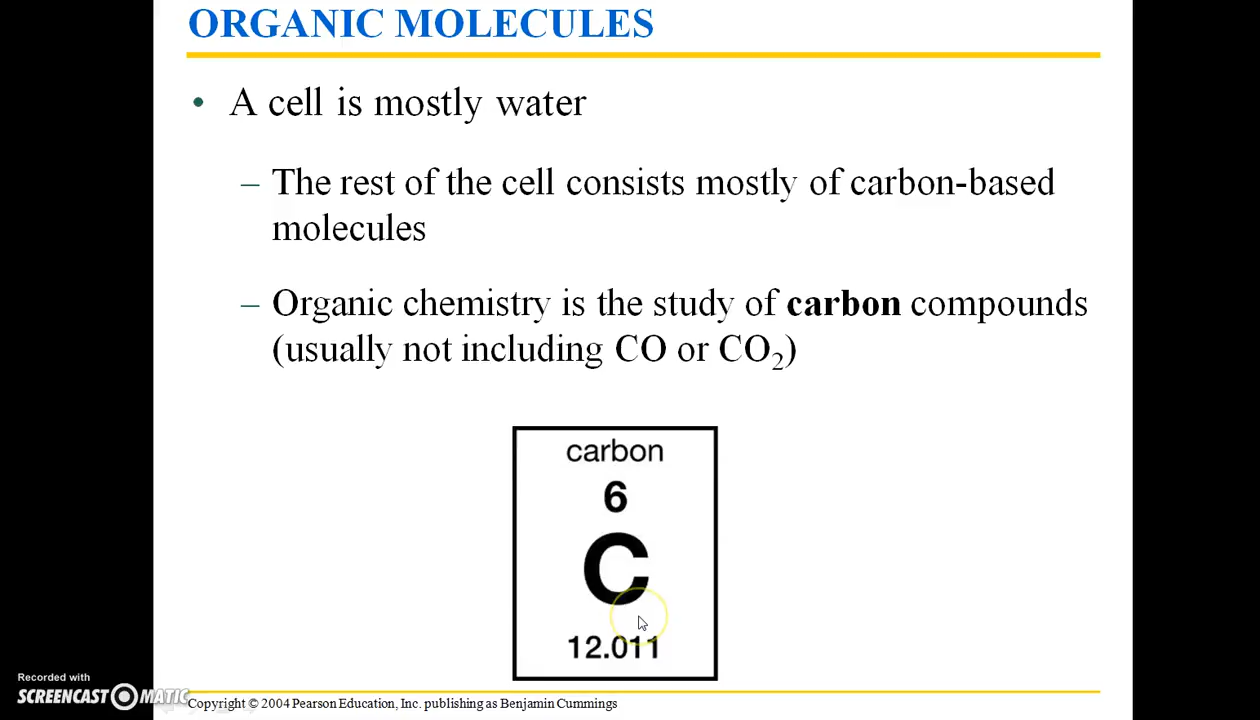 ORGANIC MOLECULES
• A cell is mostly water
– The rest of the cell consists mostly of carbon-based
molecules
– Organic chemistry is the study of carbon compounds
(usually not including CO or CO₂)
carbon
6
C
12.011
Recorded with
SCREENCAST MATIC
Copyright © 2004 Pearson Education, Inc. publishing as Benjamin Cummings